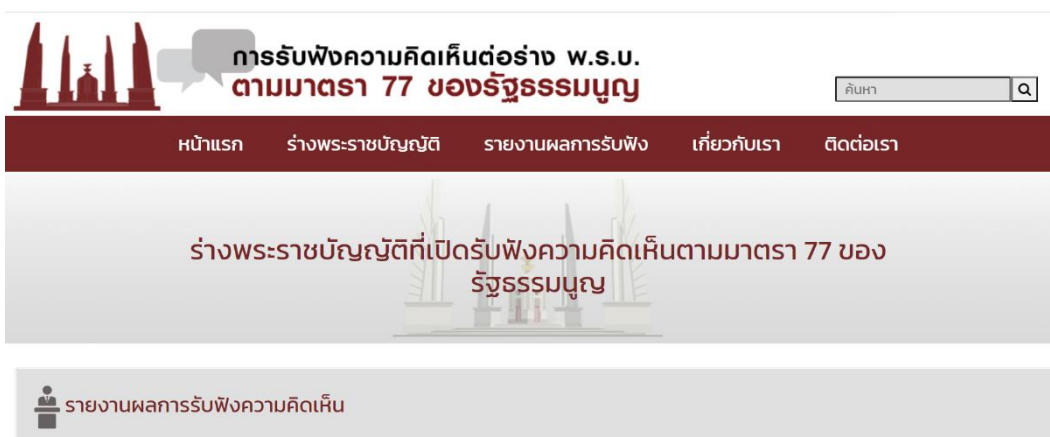 การรับฟังความคิดเห็นต่อร่าง พ.ร.บ.
ตามมาตรา 77 ของรัฐธรรมนูญ
ค้นหา
หน้าแรก ร่างพระราชบัญญัติ รายงานผลการรับฟัง เกี่ยวกับเรา ติดต่อเรา
ร่างพระราชบัญญัติที่เปิดรับฟังความคิดเห็นตามมาตรา 77 ของ
รัฐธรรมนูญ
รายงานผลการรับฟังความคิดเห็น